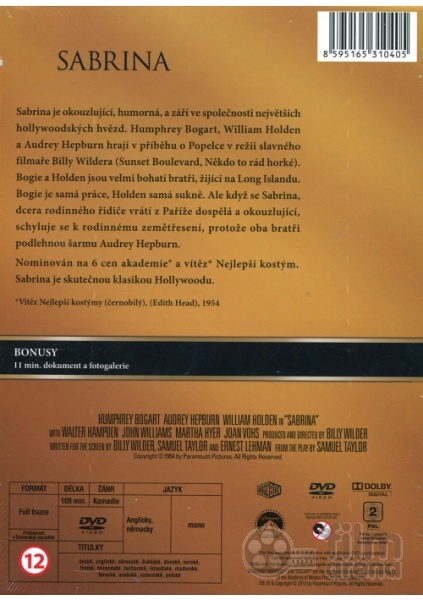 8 595165 310405
SABRINA
Sabrina je okouzlující, humorná, a září ve společnosti největších
hollywoodských hvězd. Humphrey Bogart, William Holden
a Audrey Hepburn hrají v příběhu o Popelce v režii slavného
filmaře Billy Wildera (Sunset Boulevard, Někdo to rád horké).
Bogie a Holden jsou velmi bohatí bratři, žijící na Long Islandu.
Bogie je samá práce, Holden samá sukně. Ale když se Sabrina,
dcera rodinného řidiče vrátí z Paříže dospělá a okouzlující,
schyluje se k rodinnému zemětřesení, protože oba bratři
podlehnou šarmu Audrey Hepburn.
Nominován na 6 cen akademie* a vítěz* Nejlepší kostým.
Sabrina je skutečnou klasikou Hollywoodu.
*Vítěz Nejlepší kostýmy (černobílý), (Edith Head), 1954
BONUSY
11 min. dokument a fotogalerie
HUMPHREY BOGART AUDREY HEPBURN WILLIAM HOLDEN IN "SABRINA"
WITH WALTER HAMPDEN JOHN WILLIAMS MARTHA HYER JOAN VOHS PRODUCED AND DIRECTED BY BILLY WILDER
WRITTEN FOR THE SCREEN BY BILLY WILDER, SAMUEL TAYLOR AND ERNEST LEHMAN FROM THE PLAY BY SAMUEL TAYLOR
Copyright © 1954 by Paramount Pictures. All Rights Reserved.
FORMÁT DÉLKA ŽÁNR JAZYK
109 min. Komedie
Full frame
DVD VIDEO
Anglicky, německy
mono
TITULKY
12
DVD VIDEO
DOLBY DIGITAL
2 PAL
film arena